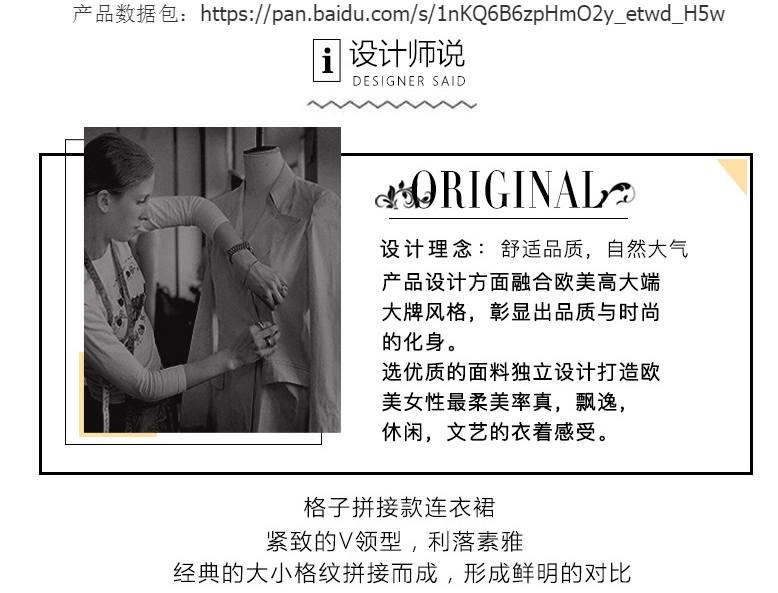 产品数据包：https://pan.baidu.com/s/1nKQ6B6zpHmO2y_etwd_H5w
i 设计师说
DESIGNER SAID
ORIGINAL
设计理念：舒适品质，自然大气
产品设计方面融合欧美高大端
大牌风格，彰显出品质与时尚
的化身。
选优质的面料独立设计打造欧
美女性最柔美率真，飘逸，
休闲，文艺的衣着感受。
格子拼接款连衣裙
紧致的V领型，利落素雅
经典的大小格纹拼接而成，形成鲜明的对比